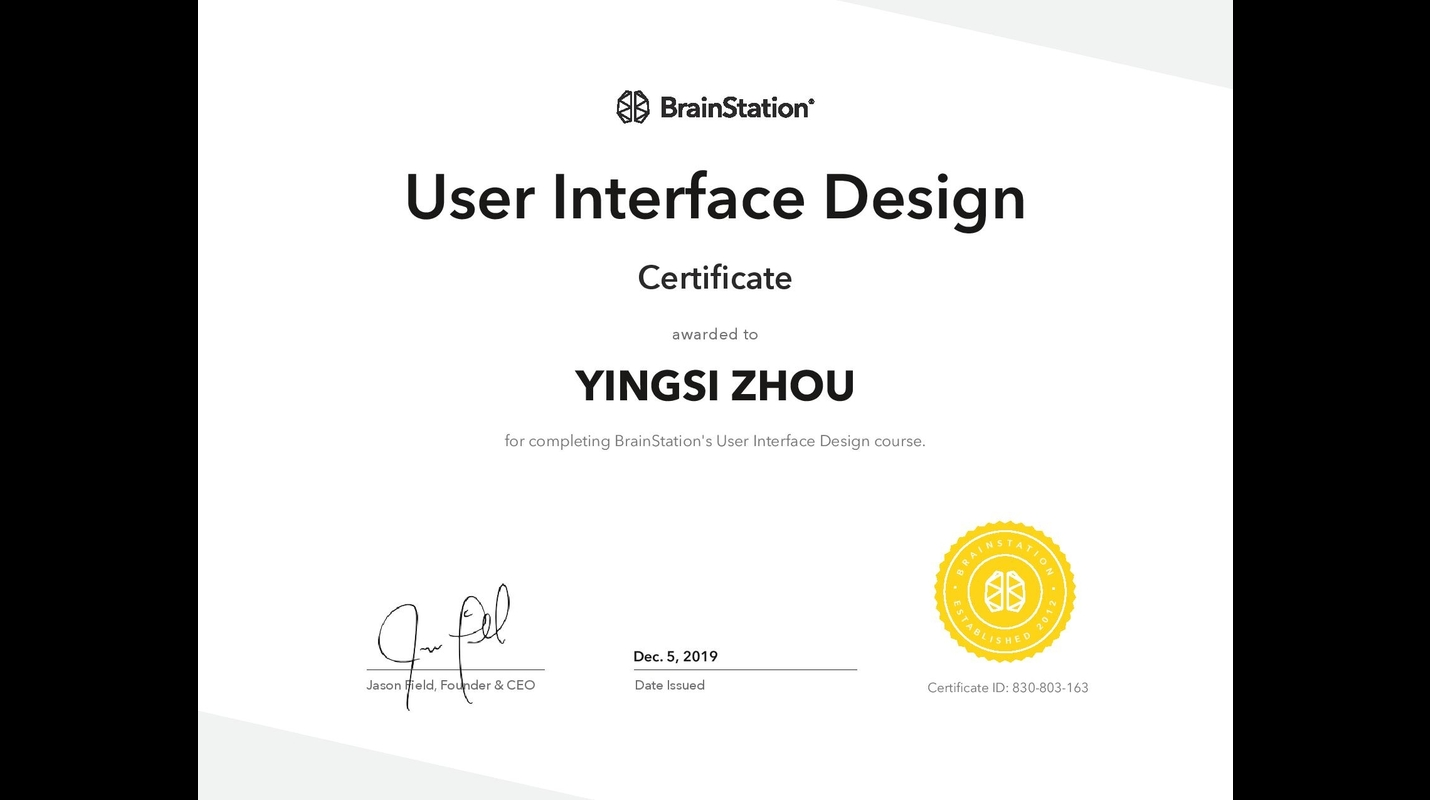 BrainStation®
User Interface Design
Certificate
awarded to
YINGSI ZHOU
for completing BrainStation's User Interface Design course.
BRAINSTATION
ESTABLISHED 2012
Dec. 5, 2019
Jason Field, Founder & CEO
Date Issued
Certificate ID: 830-803-163